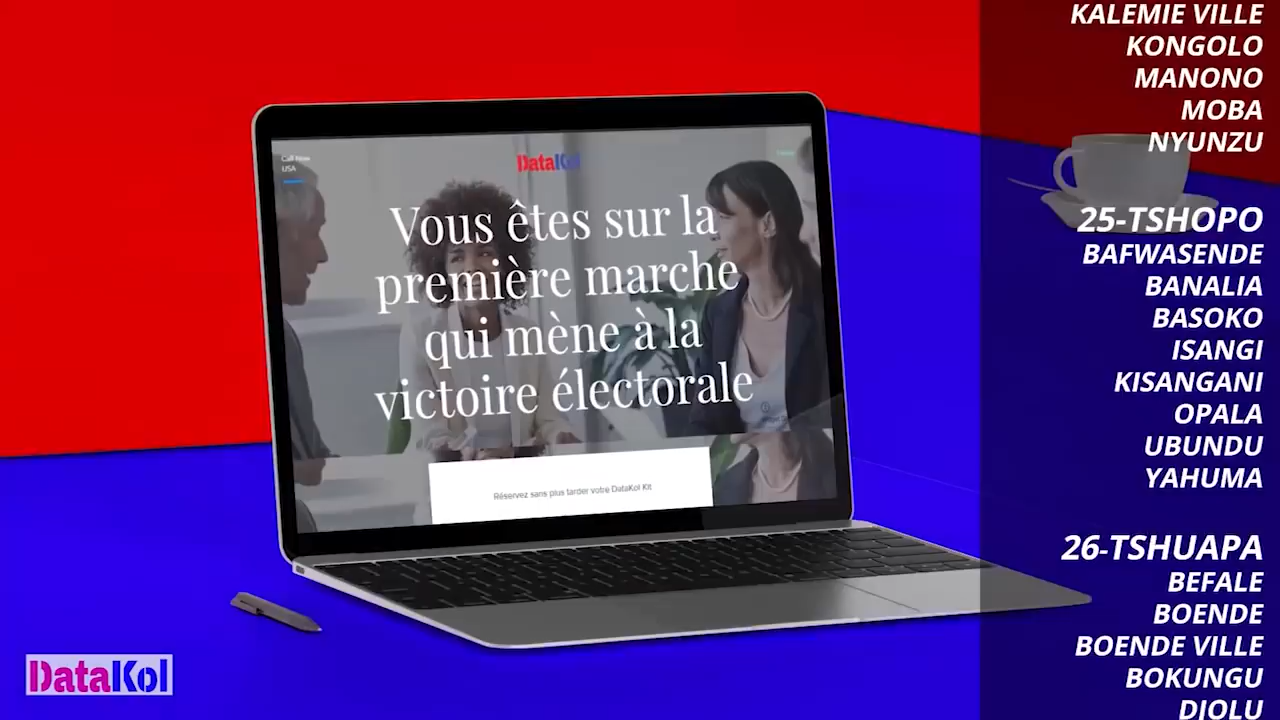 Call Now
USA
DataKol
Vous êtes sur la
première marche
qui mène à la
victoire électorale
Réservez sans plus tarder votre DataKol Kit
DataKol
KALEMIE VILLE
KONGOLO
MANONO
MOBA
NYUNZU
25-TSHOPO
BAFWASENDE
BANALIA
BASOKO
ISANGI
KISANGANI
OPALA
UBUNDU
YAHUMA
26-TSHUAPA
BEFALE
BOENDE
BOENDE VILLE
BOKUNGU
DJOLU